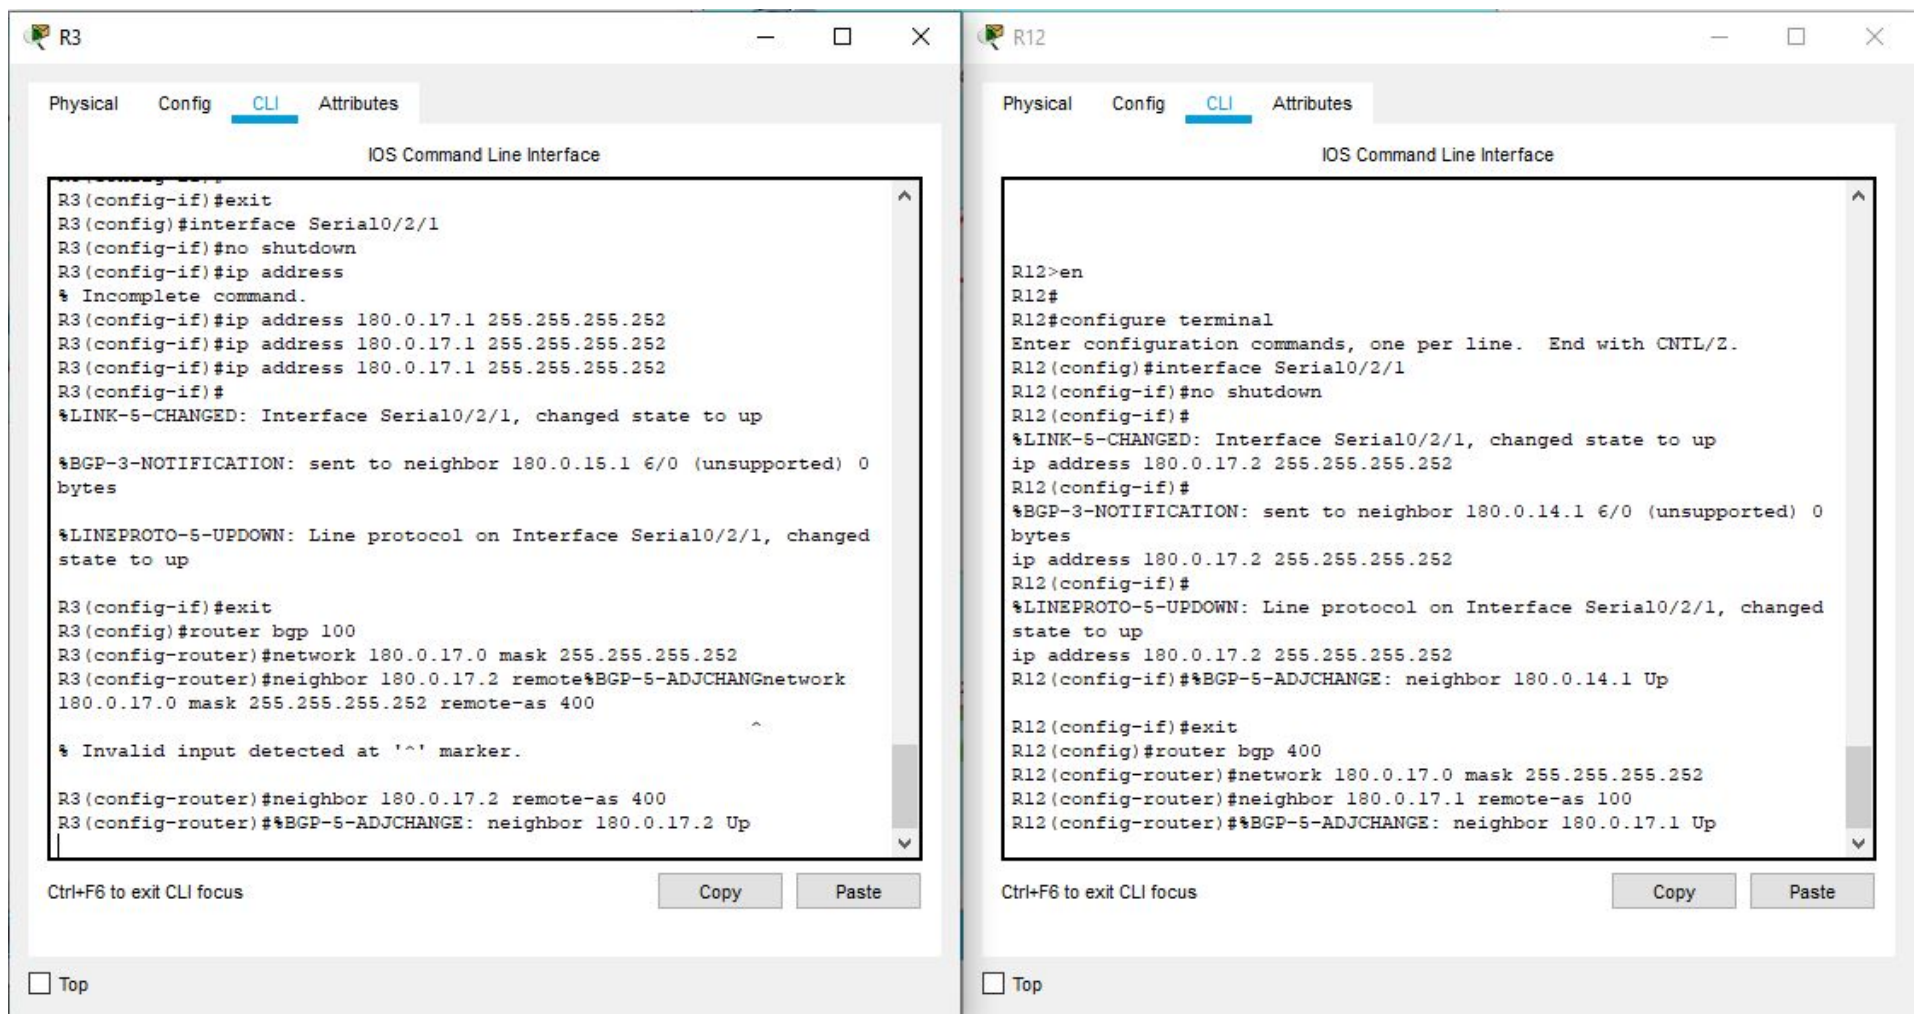 R3
Physical Config CLI Attributes
IOS Command Line Interface
R3(config-if)#exit
R3(config)#interface Serial0/2/1
R3(config-if)#no shutdown
R3(config-if)#ip address
% Incomplete command.
R3(config-if)#ip address 180.0.17.1 255.255.255.252
R3(config-if)#ip address 180.0.17.1 255.255.255.252
R3(config-if)#ip address 180.0.17.1 255.255.255.252
R3(config-if)#
%LINK-5-CHANGED: Interface Serial0/2/1, changed state to up
%BGP-3-NOTIFICATION: sent to neighbor 180.0.15.1 6/0 (unsupported) 0
bytes
%LINEPROTO-5-UPDOWN: Line protocol on Interface Serial0/2/1, changed
state to up
R3(config-if)#exit
R3(config)#router bgp 100
R3(config-router)#network 180.0.17.0 mask 255.255.255.252
R3(config-router)#neighbor 180.0.17.2 remote%BGP-5-ADJCHANGnetwork
180.0.17.0 mask 255.255.255.252 remote-as 400
^
% Invalid input detected at '^' marker.
R3(config-router)#neighbor 180.0.17.2 remote-as 400
R3(config-router)#%BGP-5-ADJCHANGE: neighbor 180.0.17.2 Up
Ctrl+F6 to exit CLI focus
Copy Paste
Top
R12
Physical Config CLI Attributes
IOS Command Line Interface
R12>en
R12#
R12#configure terminal
Enter configuration commands, one per line. End with CNTL/Z.
R12(config)#interface Serial0/2/1
R12(config-if)#no shutdown
R12(config-if)#
%LINK-5-CHANGED: Interface Serial0/2/1, changed state to up
ip address 180.0.17.2 255.255.255.252
R12(config-if)#
%BGP-3-NOTIFICATION: sent to neighbor 180.0.14.1 6/0 (unsupported) 0
bytes
ip address 180.0.17.2 255.255.255.252
R12(config-if)#
%LINEPROTO-5-UPDOWN: Line protocol on Interface Serial0/2/1, changed
state to up
ip address 180.0.17.2 255.255.255.252
R12(config-if)#%BGP-5-ADJCHANGE: neighbor 180.0.14.1 Up
R12(config-if)#exit
R12(config)#router bgp 400
R12(config-router)#network 180.0.17.0 mask 255.255.255.252
R12(config-router)#neighbor 180.0.17.1 remote-as 100
R12(config-router)#%BGP-5-ADJCHANGE: neighbor 180.0.17.1 Up
Ctrl+F6 to exit CLI focus
Copy Paste
Top